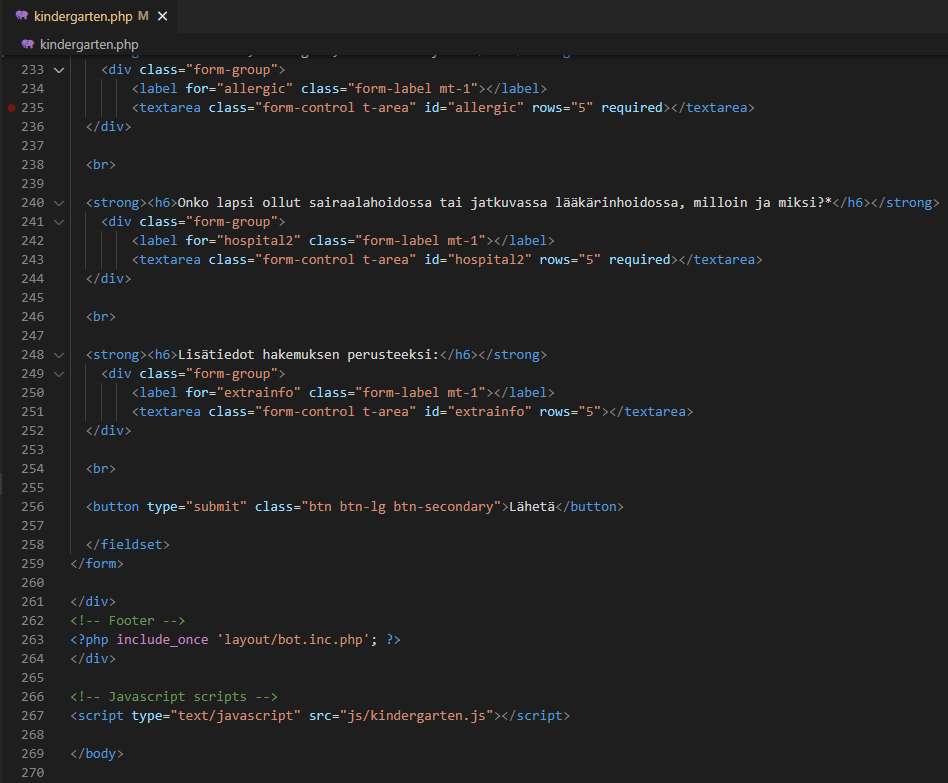 kindergarten.php M
kindergarten.php
233 <div class="form-group">
234 <label for="allergic" class="form-label mt-1"></label>
235 <textarea class="form-control t-area" id="allergic" rows="5" required></textarea>
236 </div>
237
238 <br>
239
240 <strong><h6>Onko lapsi ollut sairaalahoidossa tai jatkuvassa lääkärinhoidossa, milloin ja miksi?*</h6></strong>
241 <div class="form-group">
242 <label for="hospital2" class="form-label mt-1"></label>
243 <textarea class="form-control t-area" id="hospital2" rows="5" required></textarea>
244 </div>
245
246 <br>
247
248 <strong><h6>Lisätiedot hakemuksen perusteeksi:</h6></strong>
249 <div class="form-group">
250 <label for="extrainfo" class="form-label mt-1"></label>
251 <textarea class="form-control t-area" id="extrainfo" rows="5"></textarea>
252 </div>
253
254 <br>
255
256 <button type="submit" class="btn btn-lg btn-secondary">Lähetä</button>
257
258 </fieldset>
259 </form>
260
261 </div>
262 <!-- Footer -->
263 <?php include_once 'layout/bot.inc.php'; ?>
264 </div>
265
266 <!-- Javascript scripts -->
267 <script type="text/javascript" src="js/kindergarten.js"></script>
268
269 </body>
270